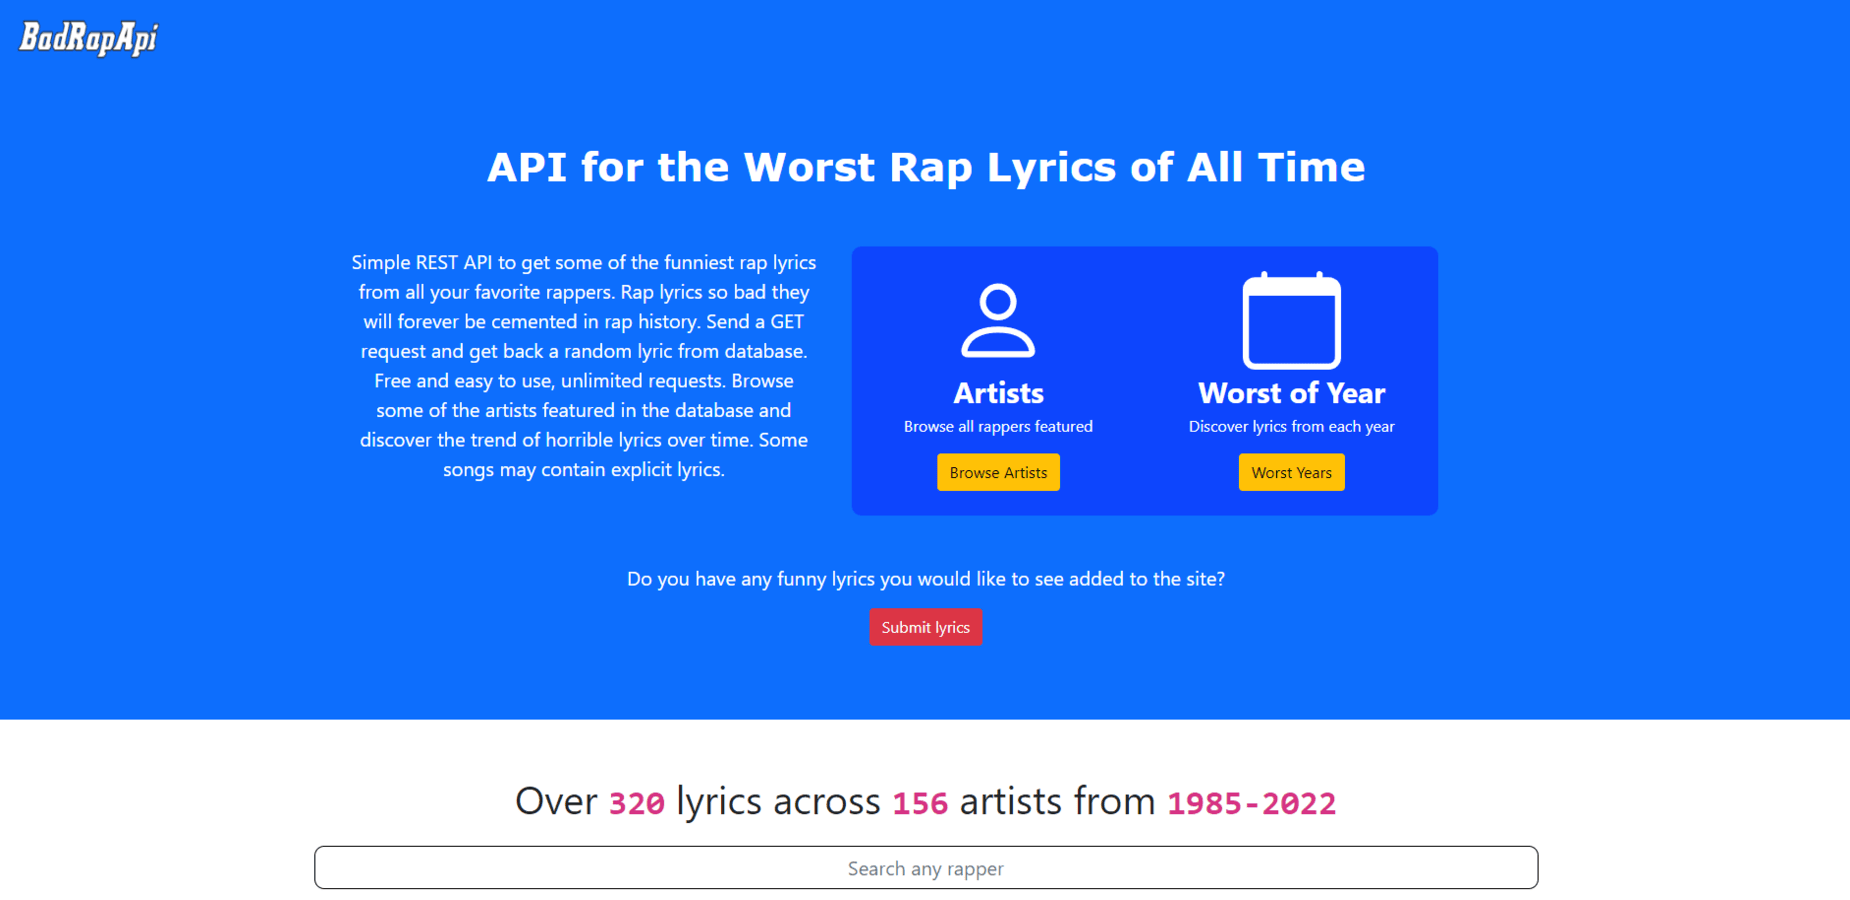 BadRapApi
API for the Worst Rap Lyrics of All Time
Simple REST API to get some of the funniest rap lyrics
from all your favorite rappers. Rap lyrics so bad they
will forever be cemented in rap history. Send a GET
request and get back a random lyric from database.
Free and easy to use, unlimited requests. Browse
some of the artists featured in the database and
discover the trend of horrible lyrics over time. Some
songs may contain explicit lyrics.
Artists
Browse all rappers featured
Browse Artists
Worst of Year
Discover lyrics from each year
Worst Years
Do you have any funny lyrics you would like to see added to the site?
Submit lyrics
Over 320 lyrics across 156 artists from 1985-2022
Search any rapper